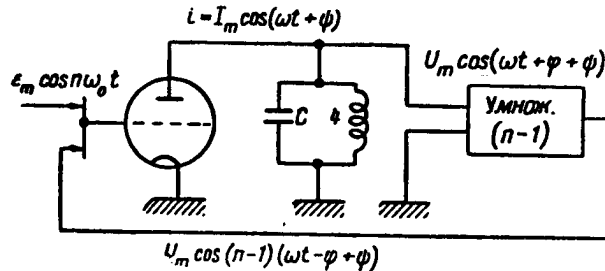 i = I_m cos(ωt + ψ)
ε_m cos nω_0 t
U_m cos(ωt + φ + ψ)
C
4
Умнож.
(n-1)
U_m cos(n-1)(ωt - φ + ψ)